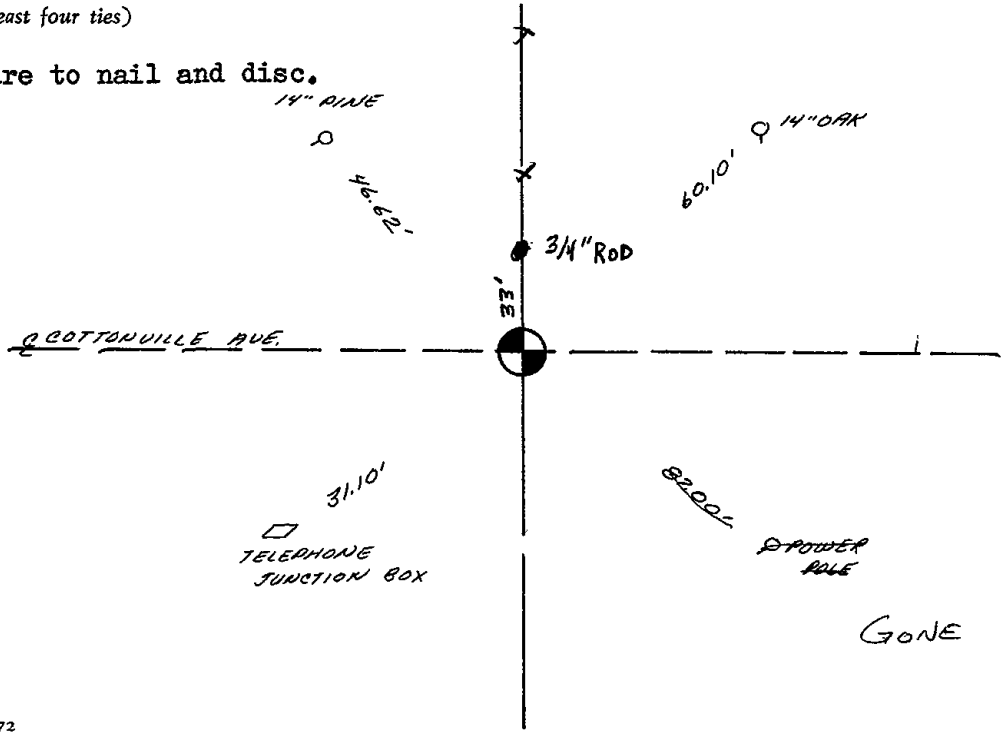 east four ties)
re to nail and disc.
14" PINE
14" OAK
46.62'
60.10'
3/4" ROD
33'
℄ COTTONVILLE AVE.
31.10'
82.00'
TELEPHONE
JUNCTION BOX
POWER
POLE
GONE
72